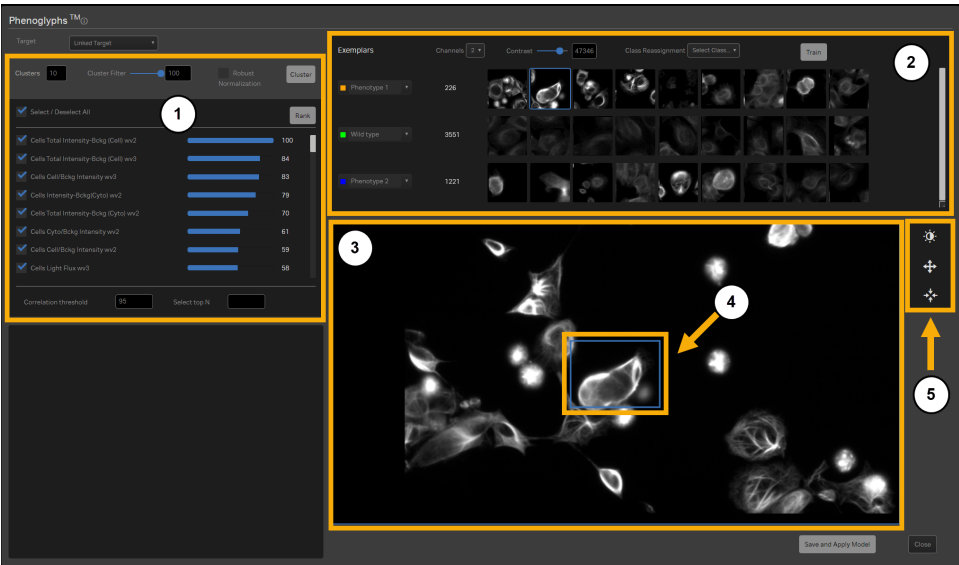 Phenoglyphs TM
Target Linked Target
Clusters 10 Cluster Filter 100 Robust Normalization Cluster
1
Select / Deselect All Rank
Cells Total Intensity-Bckg (Cell) wv2 100
Cells Total Intensity-Bckg (Cell) wv3 84
Cells Cell/Bckg Intensity wv3 83
Cells Intensity-Bckg(Cyto) wv2 79
Cells Total Intensity-Bckg (Cyto) wv2 70
Cells Cyto/Bckg Intensity wv2 61
Cells Cell/Bckg Intensity wv2 59
Cells Light Flux wv3 58
Correlation threshold 95 Select top N
Exemplars Channels 2 Contrast 47346 Class Reassignment Select Class... Train
2
Phenotype 1 226
Wild type 3551
Phenotype 2 1221
3
4
5
Save and Apply Model Close